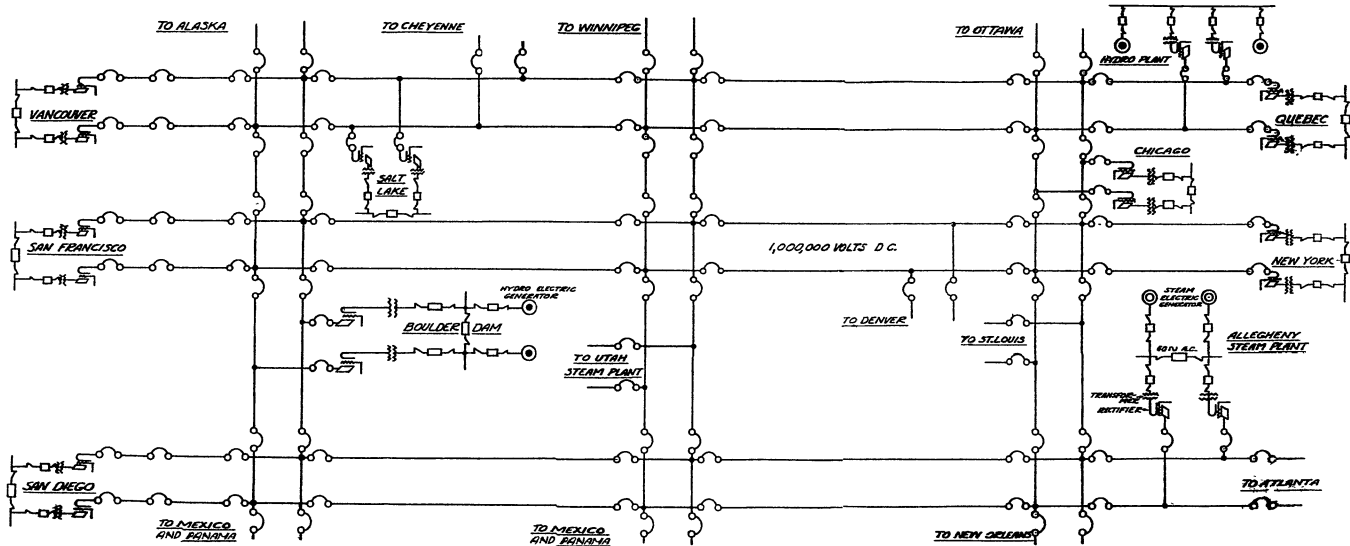 TO ALASKA
TO CHEYENNE
TO WINNIPEG
TO OTTAWA
HYDRO PLANT
VANCOUVER
QUEBEC
CHICAGO
SALT
LAKE
SAN FRANCISCO
1,000,000 VOLTS D C.
NEW YORK
HYDRO ELECTRIC
GENERATOR
STEAM
ELECTRIC
GENERATOR
BOULDER DAM
TO DENVER
TO ST.LOUIS
ALLEGHENY
STEAM PLANT
60 N A.C.
TO UTAH
STEAM PLANT
TRANSFOR-
MER
RECTIFIER
SAN DIEGO
TO ATLANTA
TO MEXICO
AND PANAMA
TO MEXICO
AND PANAMA
TO NEW ORLEANS